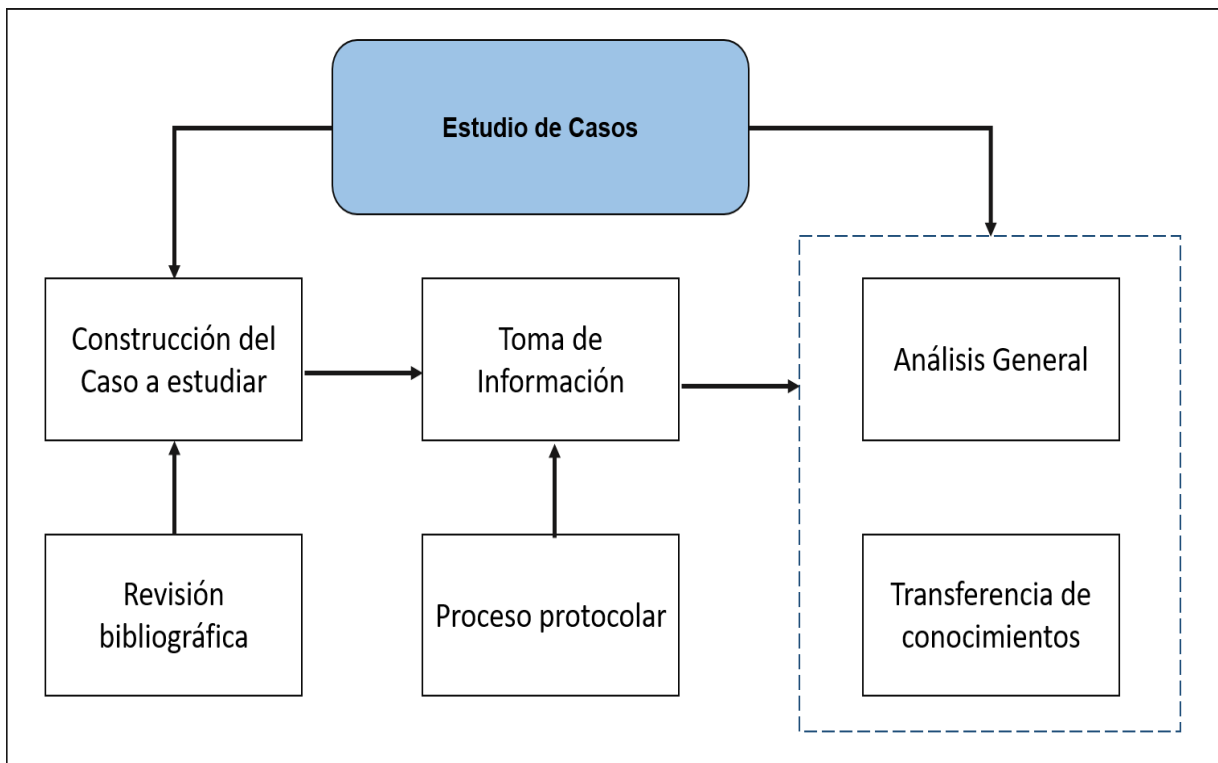 Estudio de Casos
Construcción del
Caso a estudiar
Toma de
Información
Análisis General
Revisión
bibliográfica
Proceso protocolar
Transferencia de
conocimientos